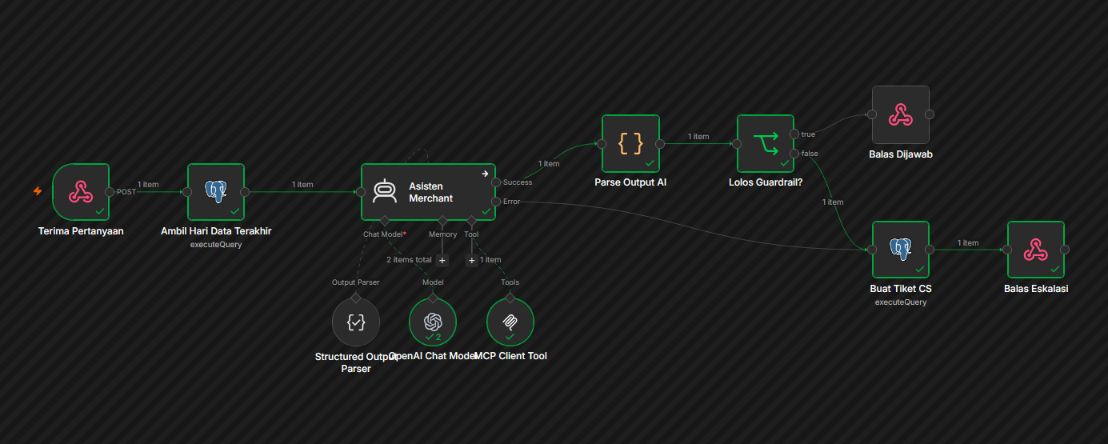 POST
1 item
1 item
Terima Pertanyaan
Ambil Hari Data Terakhir
executeQuery
Asisten
Merchant
Success
Error
Chat Model*
Memory
Tool
2 items total
1 item
Output Parser
Model
Tools
2
Structured Output
Parser
OpenAI Chat Model
MCP Client Tool
1 item
Parse Output AI
1 item
Lolos Guardrail?
true
false
Balas Dijawab
1 item
Buat Tiket CS
executeQuery
1 item
Balas Eskalasi